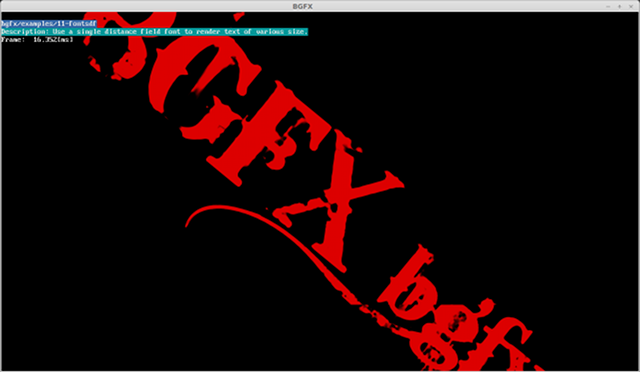 BGFX
bgfx/examples/11-fontsdf
Description: Use a single distance field font to render text of various size.
Frame: 16.352[ms]
BGFX bgfx